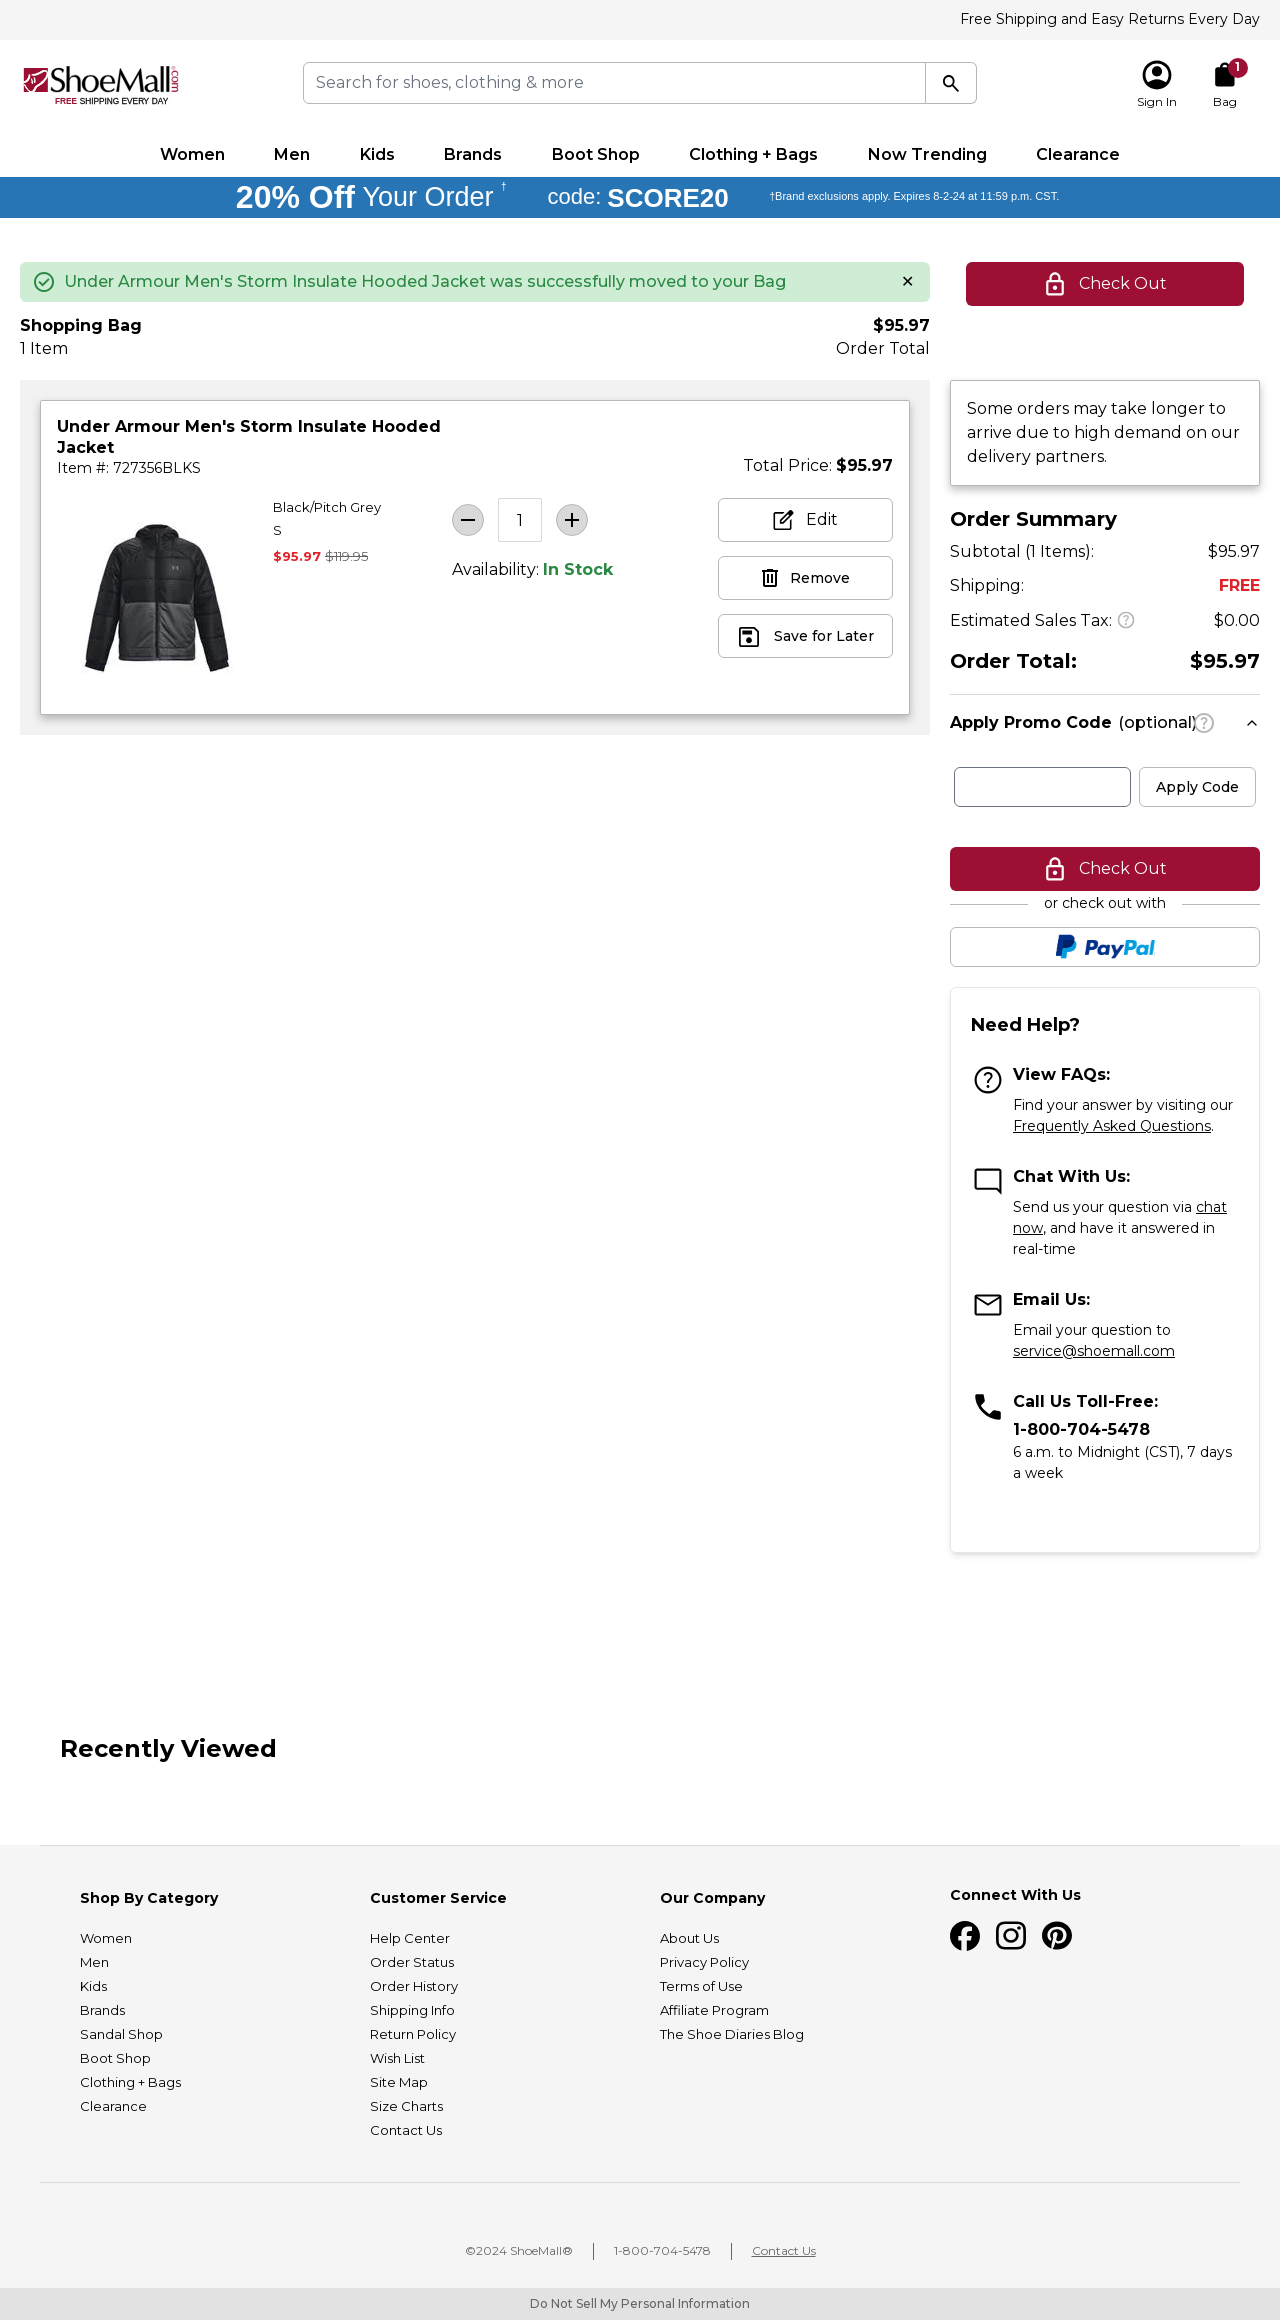 Free Shipping and Easy Returns Every Day
ShoeMall.com
FREE SHIPPING EVERY DAY
Search for shoes, clothing & more
Sign In
1
Bag
Women Men Kids Brands Boot Shop Clothing + Bags Now Trending Clearance
20% Off Your Order † code: SCORE20 †Brand exclusions apply. Expires 8-2-24 at 11:59 p.m. CST.
Under Armour Men's Storm Insulate Hooded Jacket was successfully moved to your Bag
Check Out
Shopping Bag $95.97
1 Item Order Total
Under Armour Men's Storm Insulate Hooded
Jacket
Item #: 727356BLKS
Total Price: $95.97
Black/Pitch Grey
S
$95.97 $119.95
1
Availability: In Stock
Edit
Remove
Save for Later
Some orders may take longer to
arrive due to high demand on our
delivery partners.
Order Summary
Subtotal (1 Items): $95.97
Shipping: FREE
Estimated Sales Tax: ? $0.00
Order Total: $95.97
Apply Promo Code (optional) ?
Apply Code
Check Out
or check out with
PayPal
Need Help?
View FAQs:
Find your answer by visiting our
Frequently Asked Questions.
Chat With Us:
Send us your question via chat
now, and have it answered in
real-time
Email Us:
Email your question to
service@shoemall.com
Call Us Toll-Free:
1-800-704-5478
6 a.m. to Midnight (CST), 7 days
a week
Recently Viewed
Shop By Category
Women
Men
Kids
Brands
Sandal Shop
Boot Shop
Clothing + Bags
Clearance
Customer Service
Help Center
Order Status
Order History
Shipping Info
Return Policy
Wish List
Site Map
Size Charts
Contact Us
Our Company
About Us
Privacy Policy
Terms of Use
Affiliate Program
The Shoe Diaries Blog
Connect With Us
©2024 ShoeMall® 1-800-704-5478 Contact Us
Do Not Sell My Personal Information